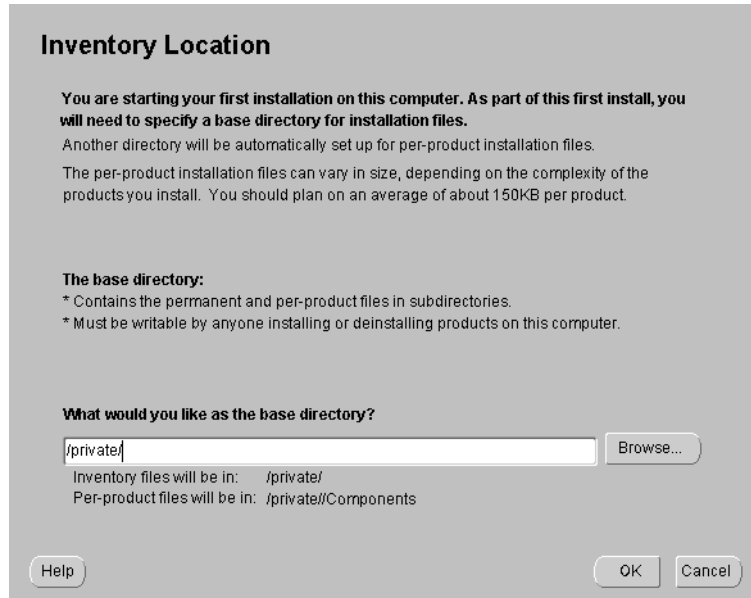 Inventory Location
You are starting your first installation on this computer. As part of this first install, you
will need to specify a base directory for installation files.
Another directory will be automatically set up for per-product installation files.
The per-product installation files can vary in size, depending on the complexity of the
products you install. You should plan on an average of about 150KB per product.
The base directory:
* Contains the permanent and per-product files in subdirectories.
* Must be writable by anyone installing or deinstalling products on this computer.
What would you like as the base directory?
/private/
Browse...
Inventory files will be in: /private/
Per-product files will be in: /private//Components
Help
OK
Cancel